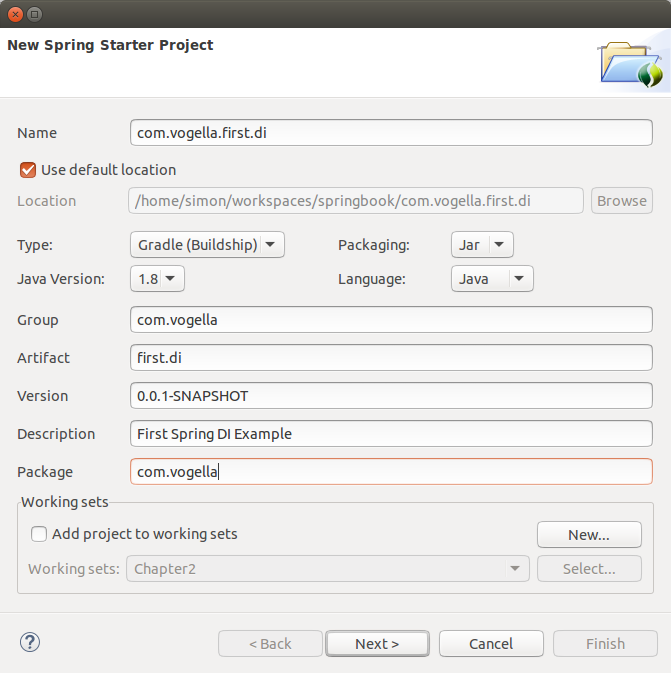 New Spring Starter Project
Name com.vogella.first.di
Use default location
Location /home/simon/workspaces/springbook/com.vogella.first.di Browse
Type: Gradle (Buildship) Packaging: Jar
Java Version: 1.8 Language: Java
Group com.vogella
Artifact first.di
Version 0.0.1-SNAPSHOT
Description First Spring DI Example
Package com.vogella
Working sets
Add project to working sets New...
Working sets: Chapter2 Select...
? < Back Next > Cancel Finish